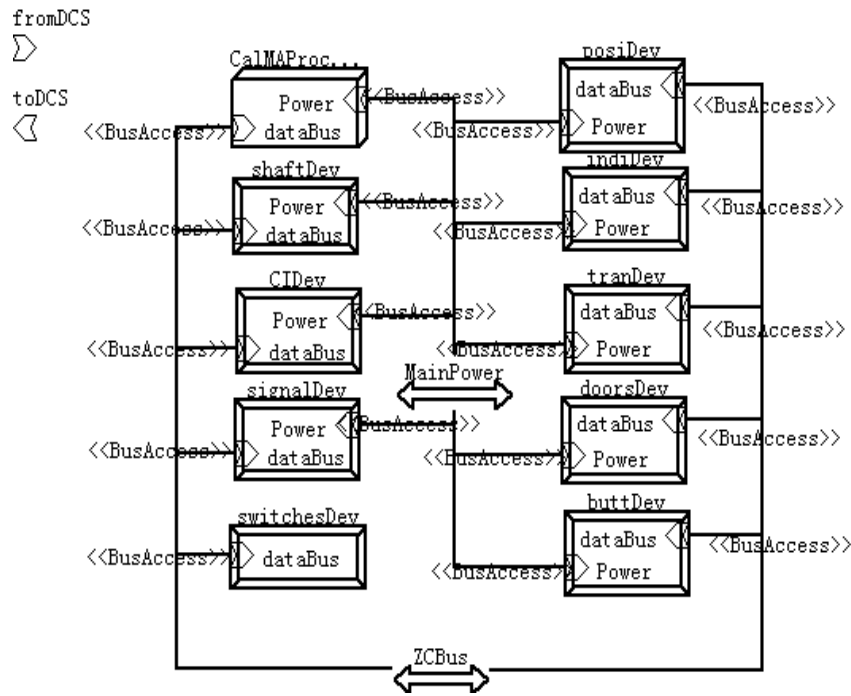 fromDCS
toDCS
CalMAProc...
Power
dataBus
<<BusAccess>>
<<BusAccess>>
posiDev
dataBus
Power
<<BusAccess>>
<<BusAccess>>
shaftDev
Power
dataBus
<<BusAccess>>
<<BusAccess>>
indiDev
dataBus
Power
<<BusAccess>>
<<BusAccess>>
CIDev
Power
dataBus
<<BusAccess>>
<<BusAccess>>
tranDev
dataBus
Power
<<BusAccess>>
<<BusAccess>>
MainPower
signalDev
Power
dataBus
<<BusAccess>>
<<BusAccess>>
doorsDev
dataBus
Power
<<BusAccess>>
<<BusAccess>>
switchesDev
dataBus
<<BusAccess>>
buttDev
dataBus
Power
<<BusAccess>>
<<BusAccess>>
ZCBus